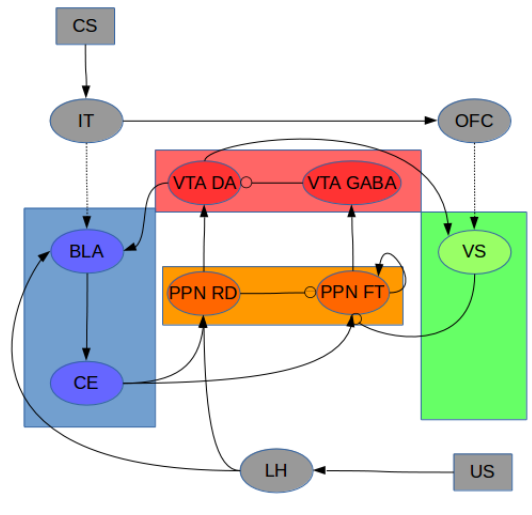 CS
IT
OFC
VTA DA
VTA GABA
BLA
VS
PPN RD
PPN FT
CE
LH
US